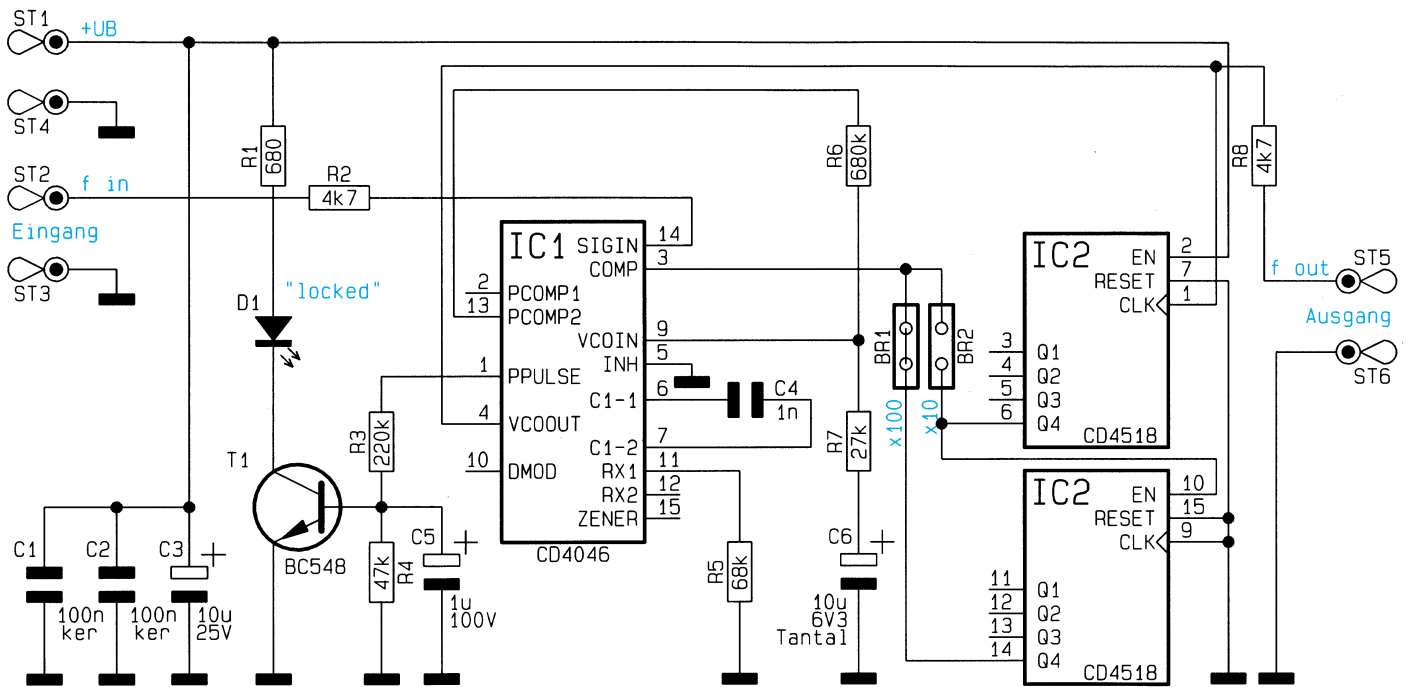 ST1
+UB
ST4
ST2
f in
Eingang
ST3
R1
680
R2
4k7
R6
680k
R8
4k7
D1
"locked"
IC1
SIGIN
14
COMP
3
2
PCOMP1
13
PCOMP2
VCOIN
9
INH
5
1
PPULSE
C1-1
6
4
VCOOUT
C1-2
7
10
DMOD
RX1
11
RX2
12
ZENER
15
CD4046
C4
1n
R3
220k
T1
BC548
R4
47k
C1
100n
ker
C2
100n
ker
C3
+
10u
25V
C5
+
1u
100V
R5
68k
R7
27k
C6
+
10u
6V3
Tantal
BR1
BR2
x100
x10
IC2
EN
2
RESET
7
CLK
1
3
Q1
4
Q2
5
Q3
6
Q4
CD4518
IC2
EN
10
RESET
15
CLK
9
11
Q1
12
Q2
13
Q3
14
Q4
CD4518
f out
ST5
Ausgang
ST6